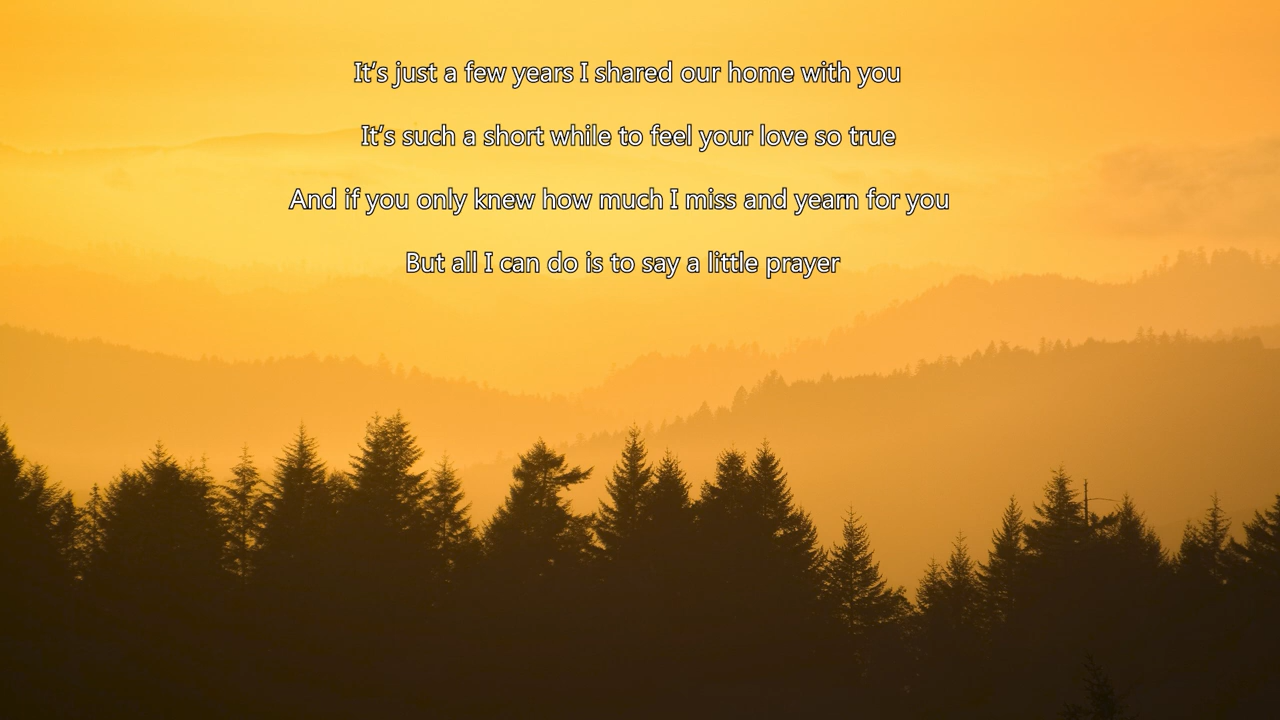 It's just a few years I shared our home with you
It's such a short while to feel your love so true
And if you only knew how much I miss and yearn for you
But all I can do is to say a little prayer